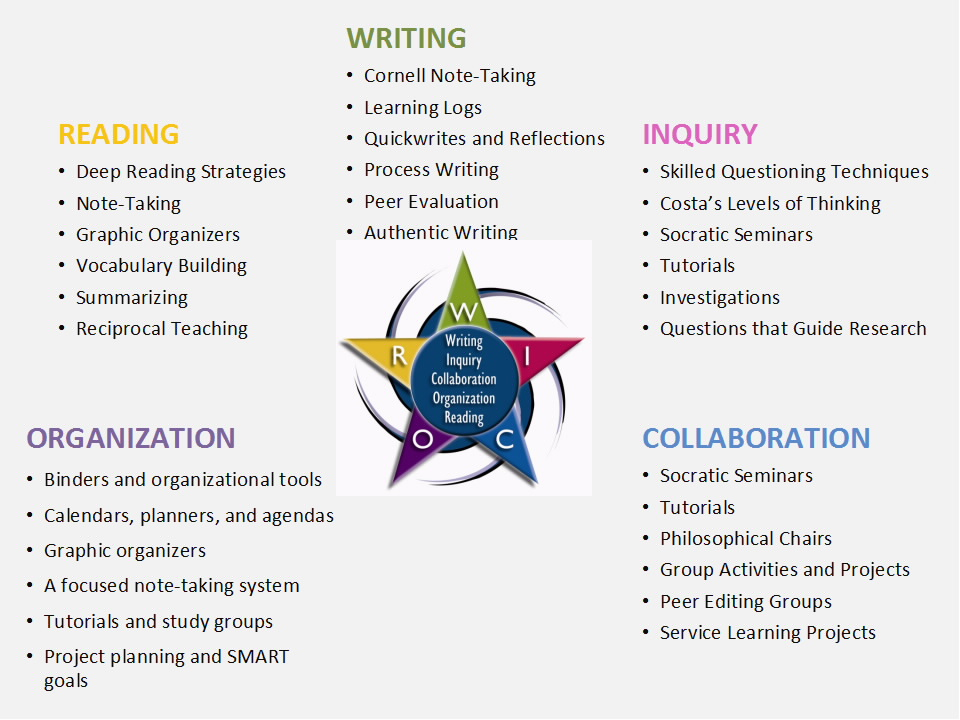 WRITING
• Cornell Note-Taking
• Learning Logs
• Quickwrites and Reflections
• Process Writing
• Peer Evaluation
• Authentic Writing
READING
• Deep Reading Strategies
• Note-Taking
• Graphic Organizers
• Vocabulary Building
• Summarizing
• Reciprocal Teaching
INQUIRY
• Skilled Questioning Techniques
• Costa’s Levels of Thinking
• Socratic Seminars
• Tutorials
• Investigations
• Questions that Guide Research
W
R
I
O
C
Writing
Inquiry
Collaboration
Organization
Reading
ORGANIZATION
• Binders and organizational tools
• Calendars, planners, and agendas
• Graphic organizers
• A focused note-taking system
• Tutorials and study groups
• Project planning and SMART
goals
COLLABORATION
• Socratic Seminars
• Tutorials
• Philosophical Chairs
• Group Activities and Projects
• Peer Editing Groups
• Service Learning Projects